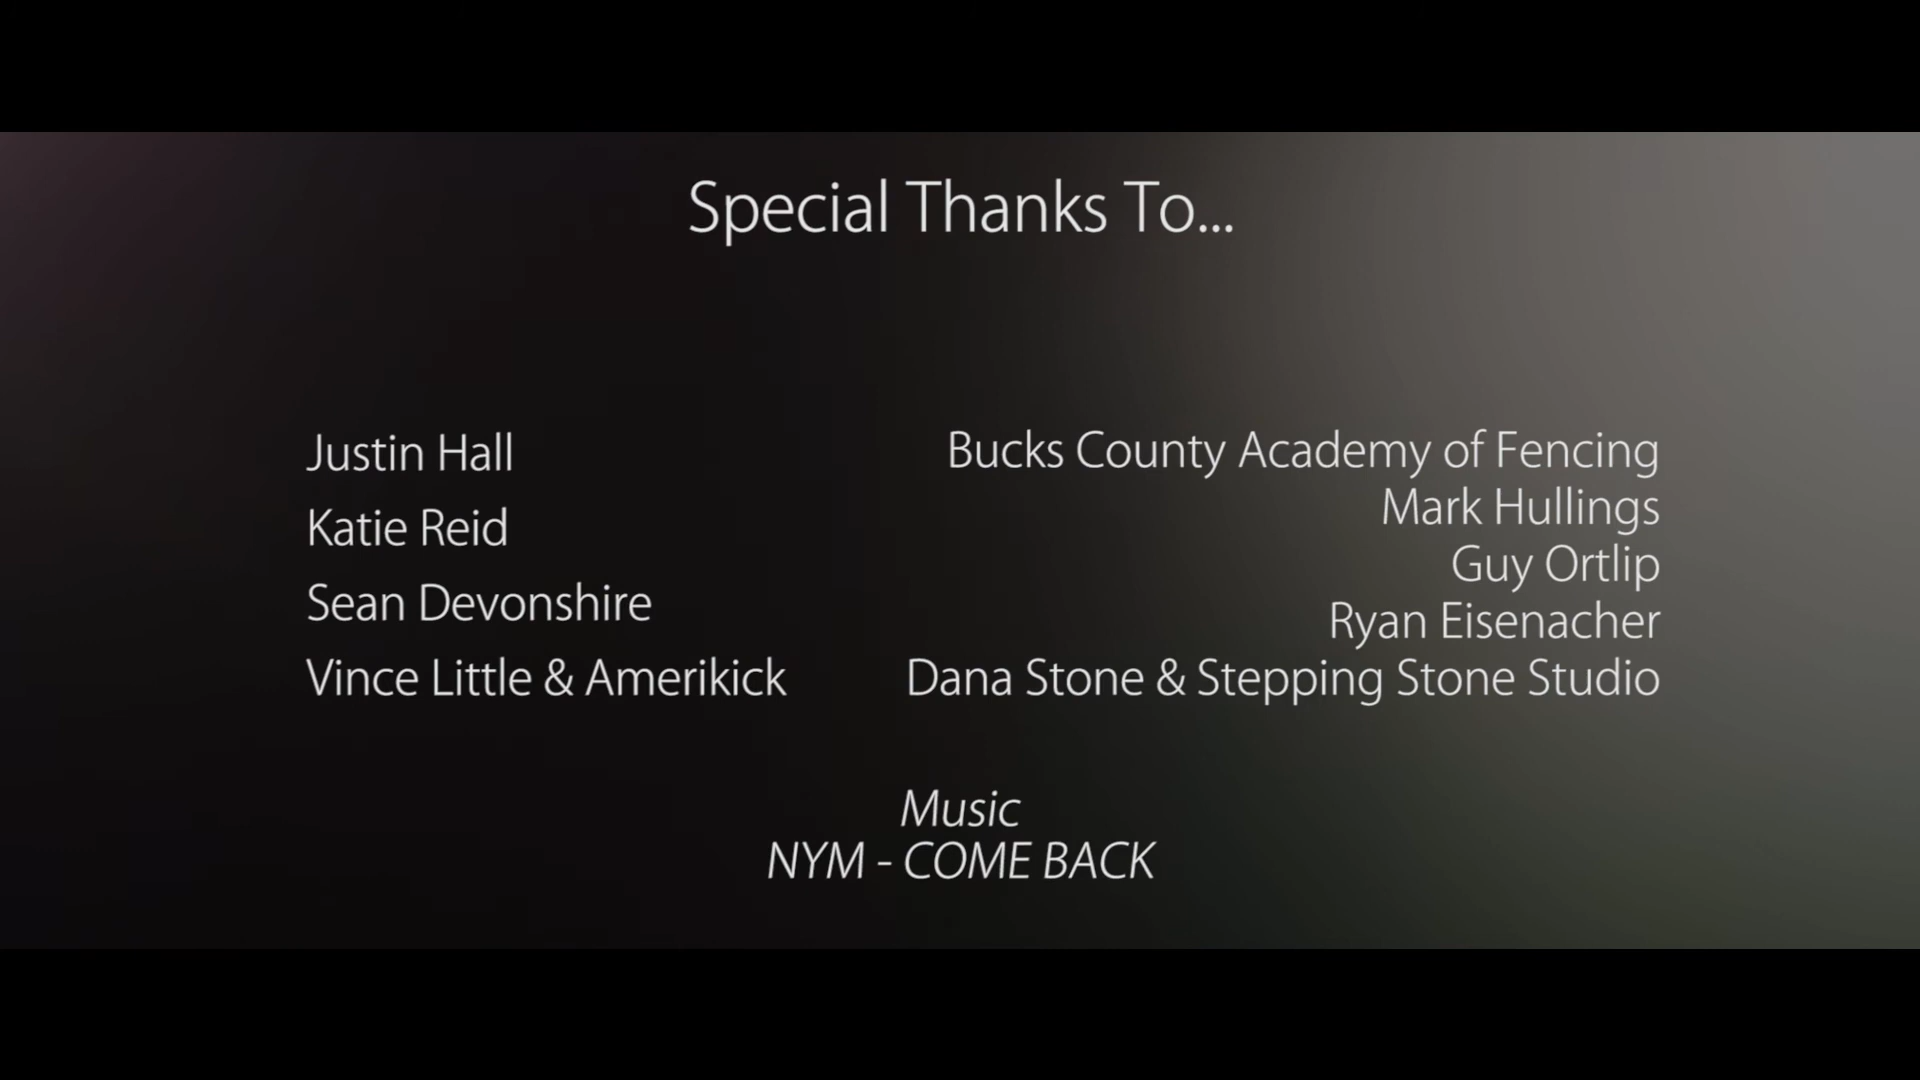 Special Thanks To...
Justin Hall
Katie Reid
Sean Devonshire
Vince Little & Amerikick
Bucks County Academy of Fencing
Mark Hullings
Guy Ortlip
Ryan Eisenacher
Dana Stone & Stepping Stone Studio
Music
NYM - COME BACK